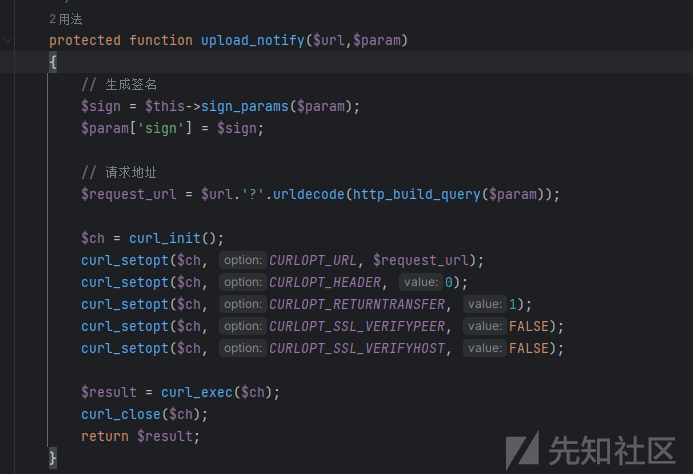 2用法
protected function upload_notify($url,$param)
{
// 生成签名
$sign = $this->sign_params($param);
$param['sign'] = $sign;
// 请求地址
$request_url = $url.'?'.urldecode(http_build_query($param));
$ch = curl_init();
curl_setopt($ch, option: CURLOPT_URL, $request_url);
curl_setopt($ch, option: CURLOPT_HEADER, value: 0);
curl_setopt($ch, option: CURLOPT_RETURNTRANSFER, value: 1);
curl_setopt($ch, option: CURLOPT_SSL_VERIFYPEER, value: FALSE);
curl_setopt($ch, option: CURLOPT_SSL_VERIFYHOST, value: FALSE);
$result = curl_exec($ch);
curl_close($ch);
return $result;
}
先知社区